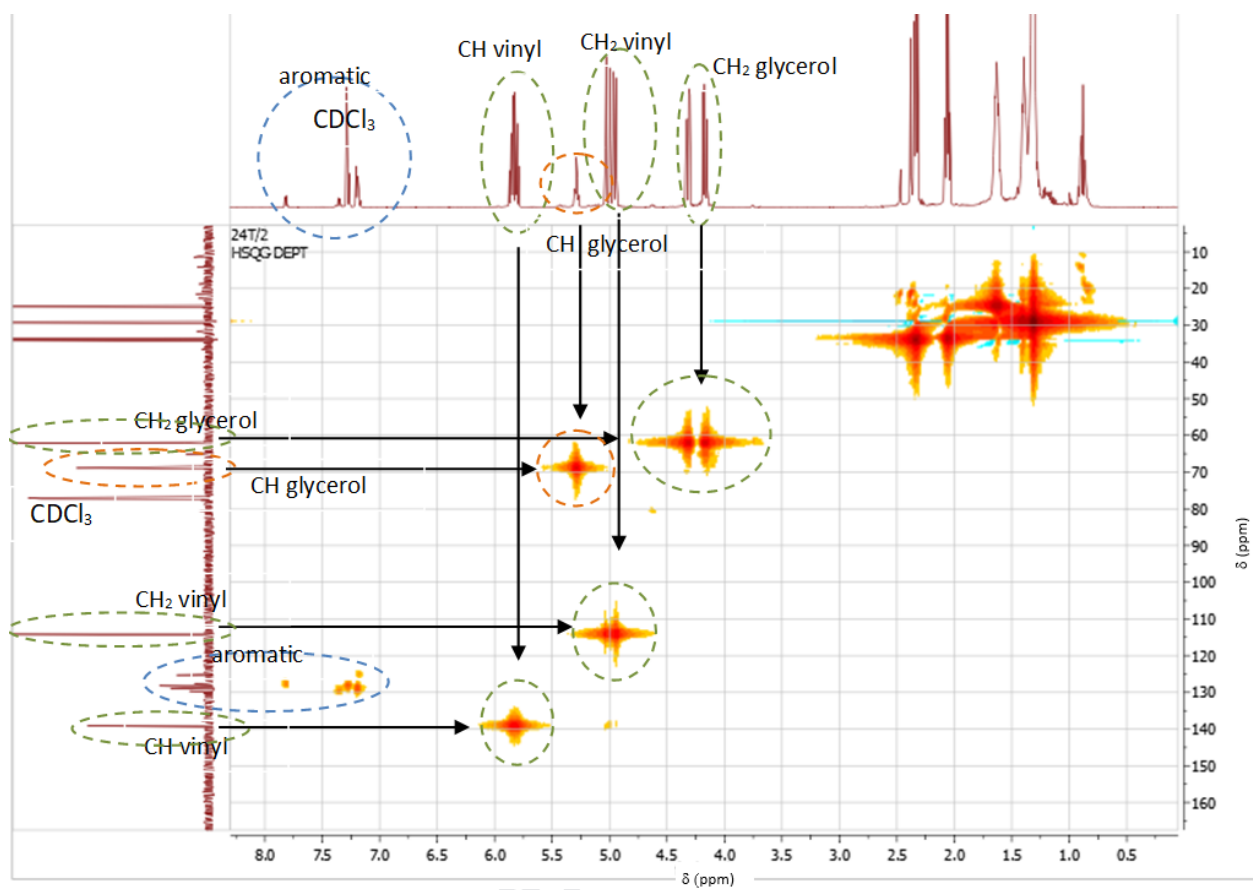 CH vinyl
CH₂ vinyl
aromatic
CH₂ glycerol
CDCl₃
24T/2
HSQG DEPT
CH glycerol
10
20
30
40
50
60
70
80
90
100
110
120
130
140
150
160
δ (ppm)
CH₂ glycerol
CH glycerol
CDCl₃
CH₂ vinyl
aromatic
CH vinyl
8.0 7.5 7.0 6.5 6.0 5.5 5.0 4.5 4.0 3.5 3.0 2.5 2.0 1.5 1.0 0.5
δ (ppm)